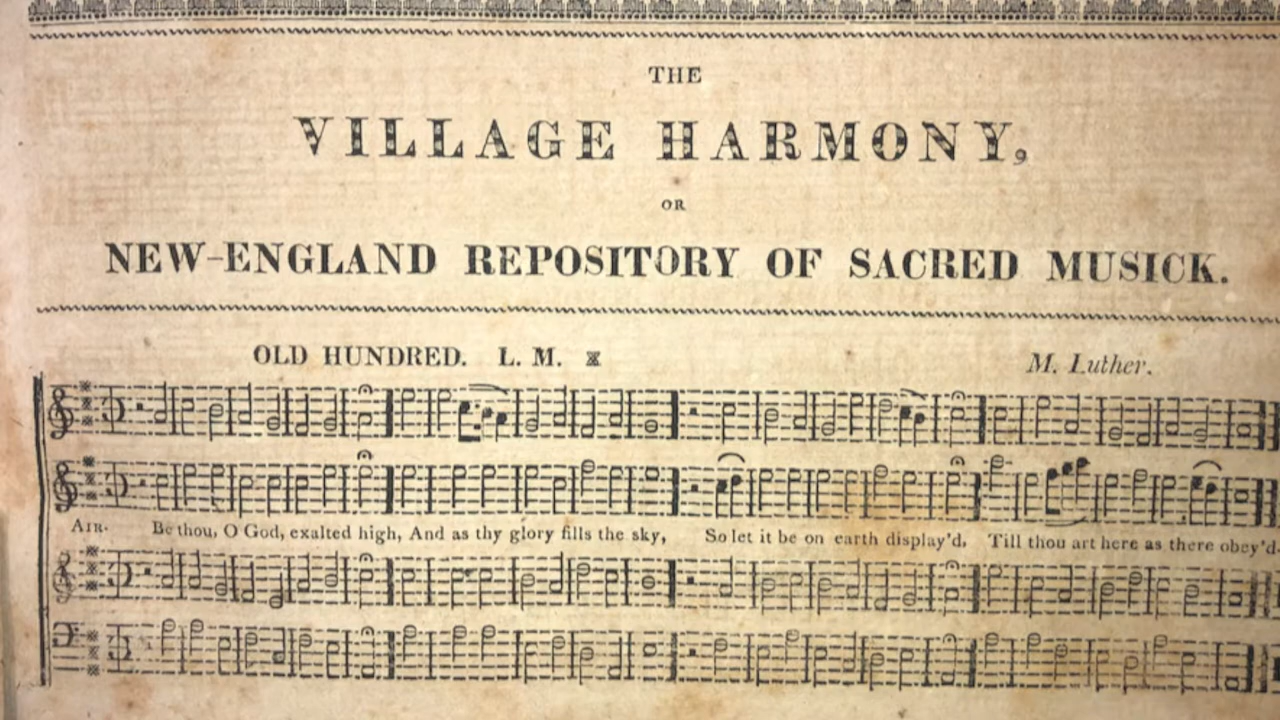 THE
VILLAGE HARMONY,
OR
NEW-ENGLAND REPOSITORY OF SACRED MUSICK.
OLD HUNDRED. L. M. M. Luther.
AIR. Be thou, O God, exalted high, And as thy glory fills the sky, So let it be on earth display'd, Till thou art here as there obey'd.